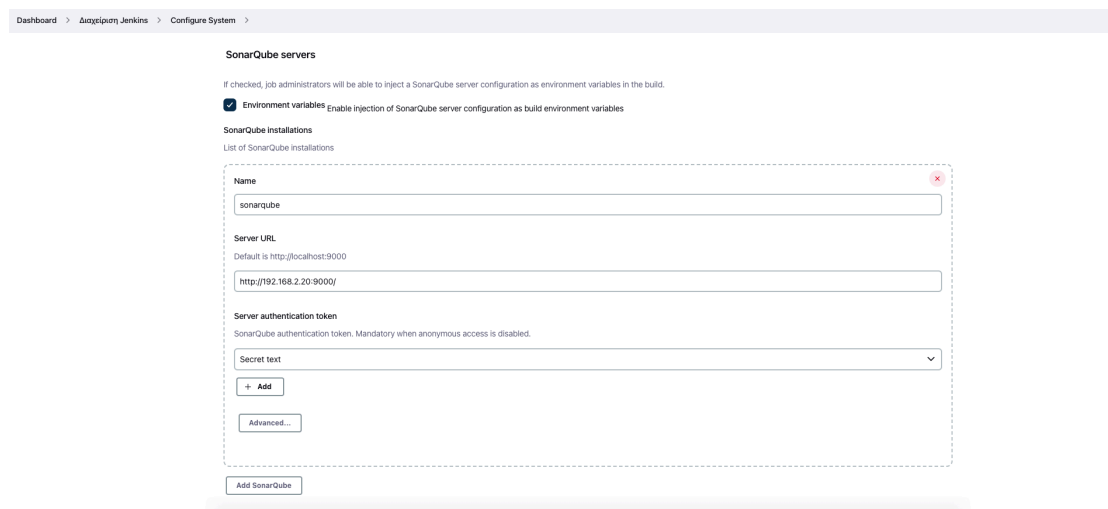 Dashboard > Διαχείριση Jenkins > Configure System >
SonarQube servers
If checked, job administrators will be able to inject a SonarQube server configuration as environment variables in the build.
Environment variables Enable injection of SonarQube server configuration as build environment variables
SonarQube installations
List of SonarQube installations
Name
sonarqube
Server URL
Default is http://localhost:9000
http://192.168.2.20:9000/
Server authentication token
SonarQube authentication token. Mandatory when anonymous access is disabled.
Secret text
+ Add
Advanced...
Add SonarQube